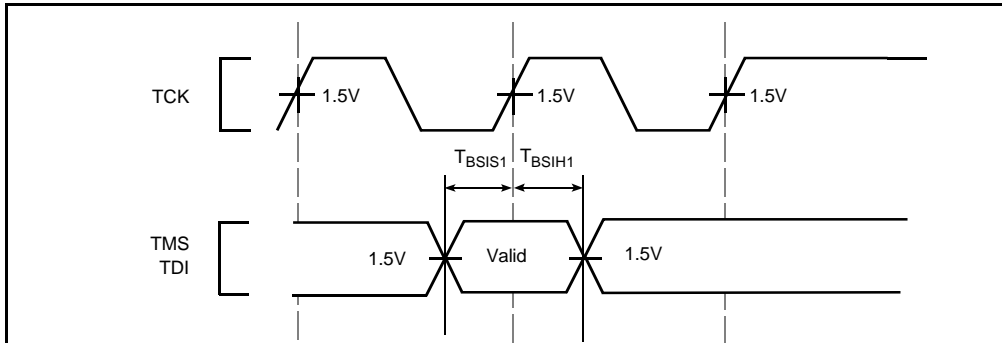 TCK
1.5V
1.5V
1.5V
TBSIS1
TBSIH1
TMS
TDI
1.5V
Valid
1.5V